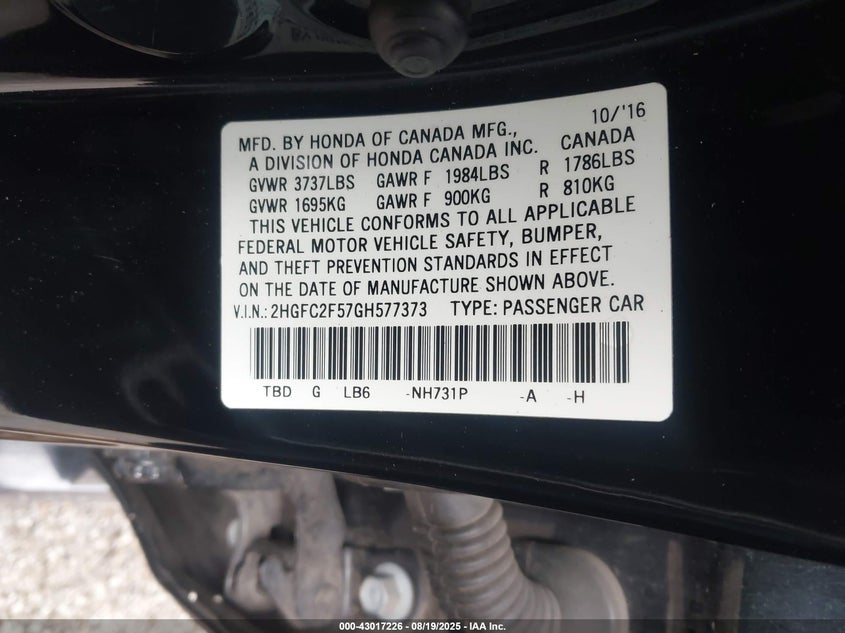 10/'16
MFD. BY HONDA OF CANADA MFG., CANADA
A DIVISION OF HONDA CANADA INC.
GVWR 3737LBS GAWR F 1984LBS R 1786LBS
GVWR 1695KG GAWR F 900KG R 810KG
THIS VEHICLE CONFORMS TO ALL APPLICABLE
FEDERAL MOTOR VEHICLE SAFETY, BUMPER,
AND THEFT PREVENTION STANDARDS IN EFFECT
ON THE DATE OF MANUFACTURE SHOWN ABOVE.
V.I.N.: 2HGFC2F57GH577373 TYPE: PASSENGER CAR
TBD G LB6 -NH731P -A -H
000-43017226 - 08/19/2025 - IAA Inc.